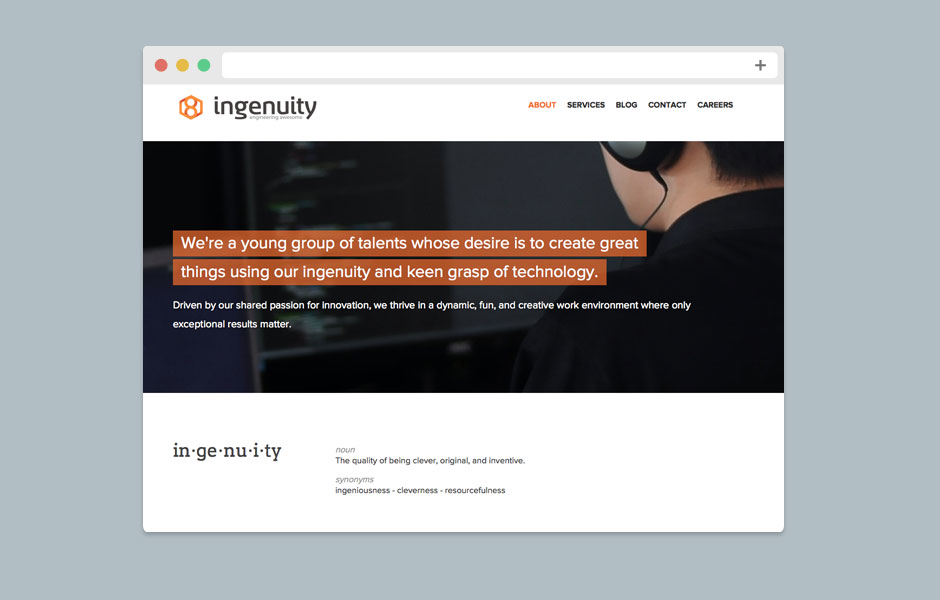 ingenuity
engineering awesome.
ABOUT SERVICES BLOG CONTACT CAREERS
We're a young group of talents whose desire is to create great
things using our ingenuity and keen grasp of technology.
Driven by our shared passion for innovation, we thrive in a dynamic, fun, and creative work environment where only
exceptional results matter.
in·ge·nu·i·ty
noun
The quality of being clever, original, and inventive.
synonyms
ingeniousness - cleverness - resourcefulness